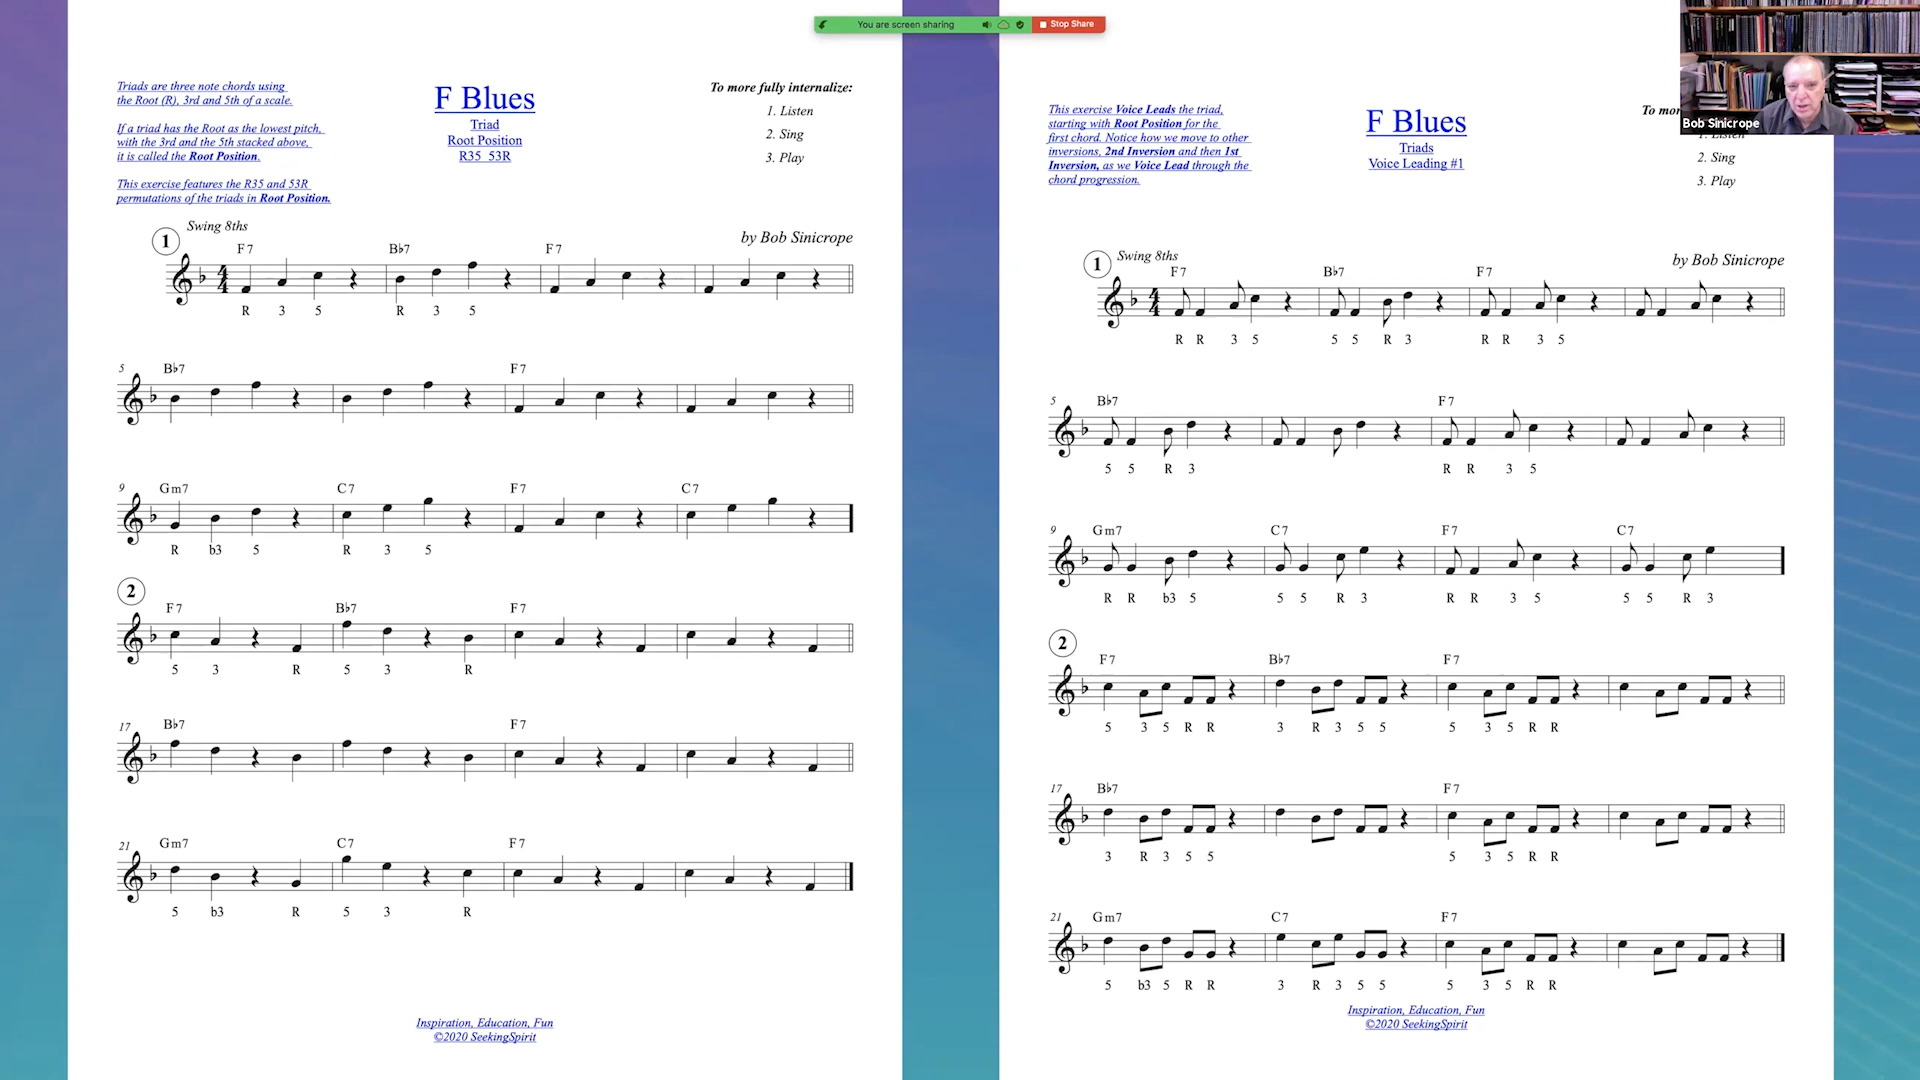 You are screen sharing
Stop Share
Bob Sinicrope
Triads are three note chords using
the Root (R), 3rd and 5th of a scale.
If a triad has the Root as the lowest pitch,
with the 3rd and the 5th stacked above,
it is called the Root Position.
This exercise features the R35 and 53R
permutations of the triads in Root Position.
F Blues
Triad
Root Position
R35 53R
To more fully internalize:
1. Listen
2. Sing
3. Play
by Bob Sinicrope
1
Swing 8ths
F7 B♭7 F7
4
4
R 3 5 R 3 5
5
B♭7 F7
9
Gm7 C7 F7 C7
R b3 5 R 3 5
2
F7 B♭7 F7
5 3 R 5 3 R
17
B♭7 F7
21
Gm7 C7 F7
5 b3 R 5 3 R
Inspiration, Education, Fun
©2020 SeekingSpirit
This exercise Voice Leads the triad,
starting with Root Position for the
first chord. Notice how we move to other
inversions, 2nd Inversion and then 1st
Inversion, as we Voice Lead through the
chord progression.
F Blues
Triads
Voice Leading #1
To
1. Listen
2. Sing
3. Play
by Bob Sinicrope
1
Swing 8ths
F7 B♭7 F7
4
4
R R 3 5 5 5 R 3 R R 3 5
5
B♭7 F7
5 5 R 3 R R 3 5
9
Gm7 C7 F7 C7
R R b3 5 5 5 R 3 R R 3 5 5 5 R 3
2
F7 B♭7 F7
5 3 5 R R 3 R 3 5 5 5 3 5 R R
17
B♭7 F7
3 R 3 5 5 5 3 5 R R
21
Gm7 C7 F7
5 b3 5 R R 3 R 3 5 5 5 3 5 R R
Inspiration, Education, Fun
©2020 SeekingSpirit